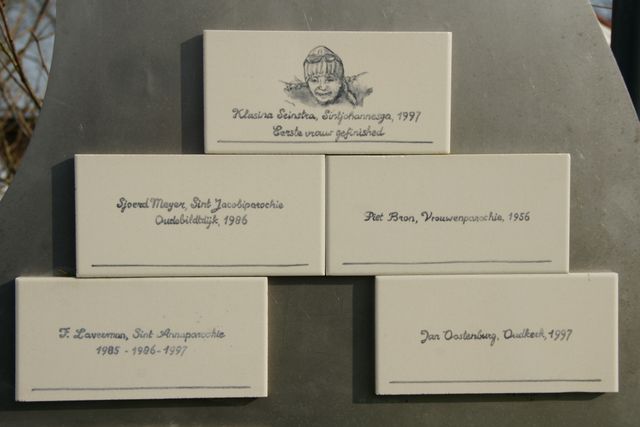 Klasina Seinstra, Sintjohannesga, 1997
Eerste vrouw gefinished
Sjoerd Meyer, Sint Jacobiparochie
Oudebildtdijk, 1986
Piet Bron, Vrouwenparochie, 1956
F. Laverman, Sint Annaparochie
1985 - 1986 - 1997
Jan Oostenburg, Oudkerk, 1997